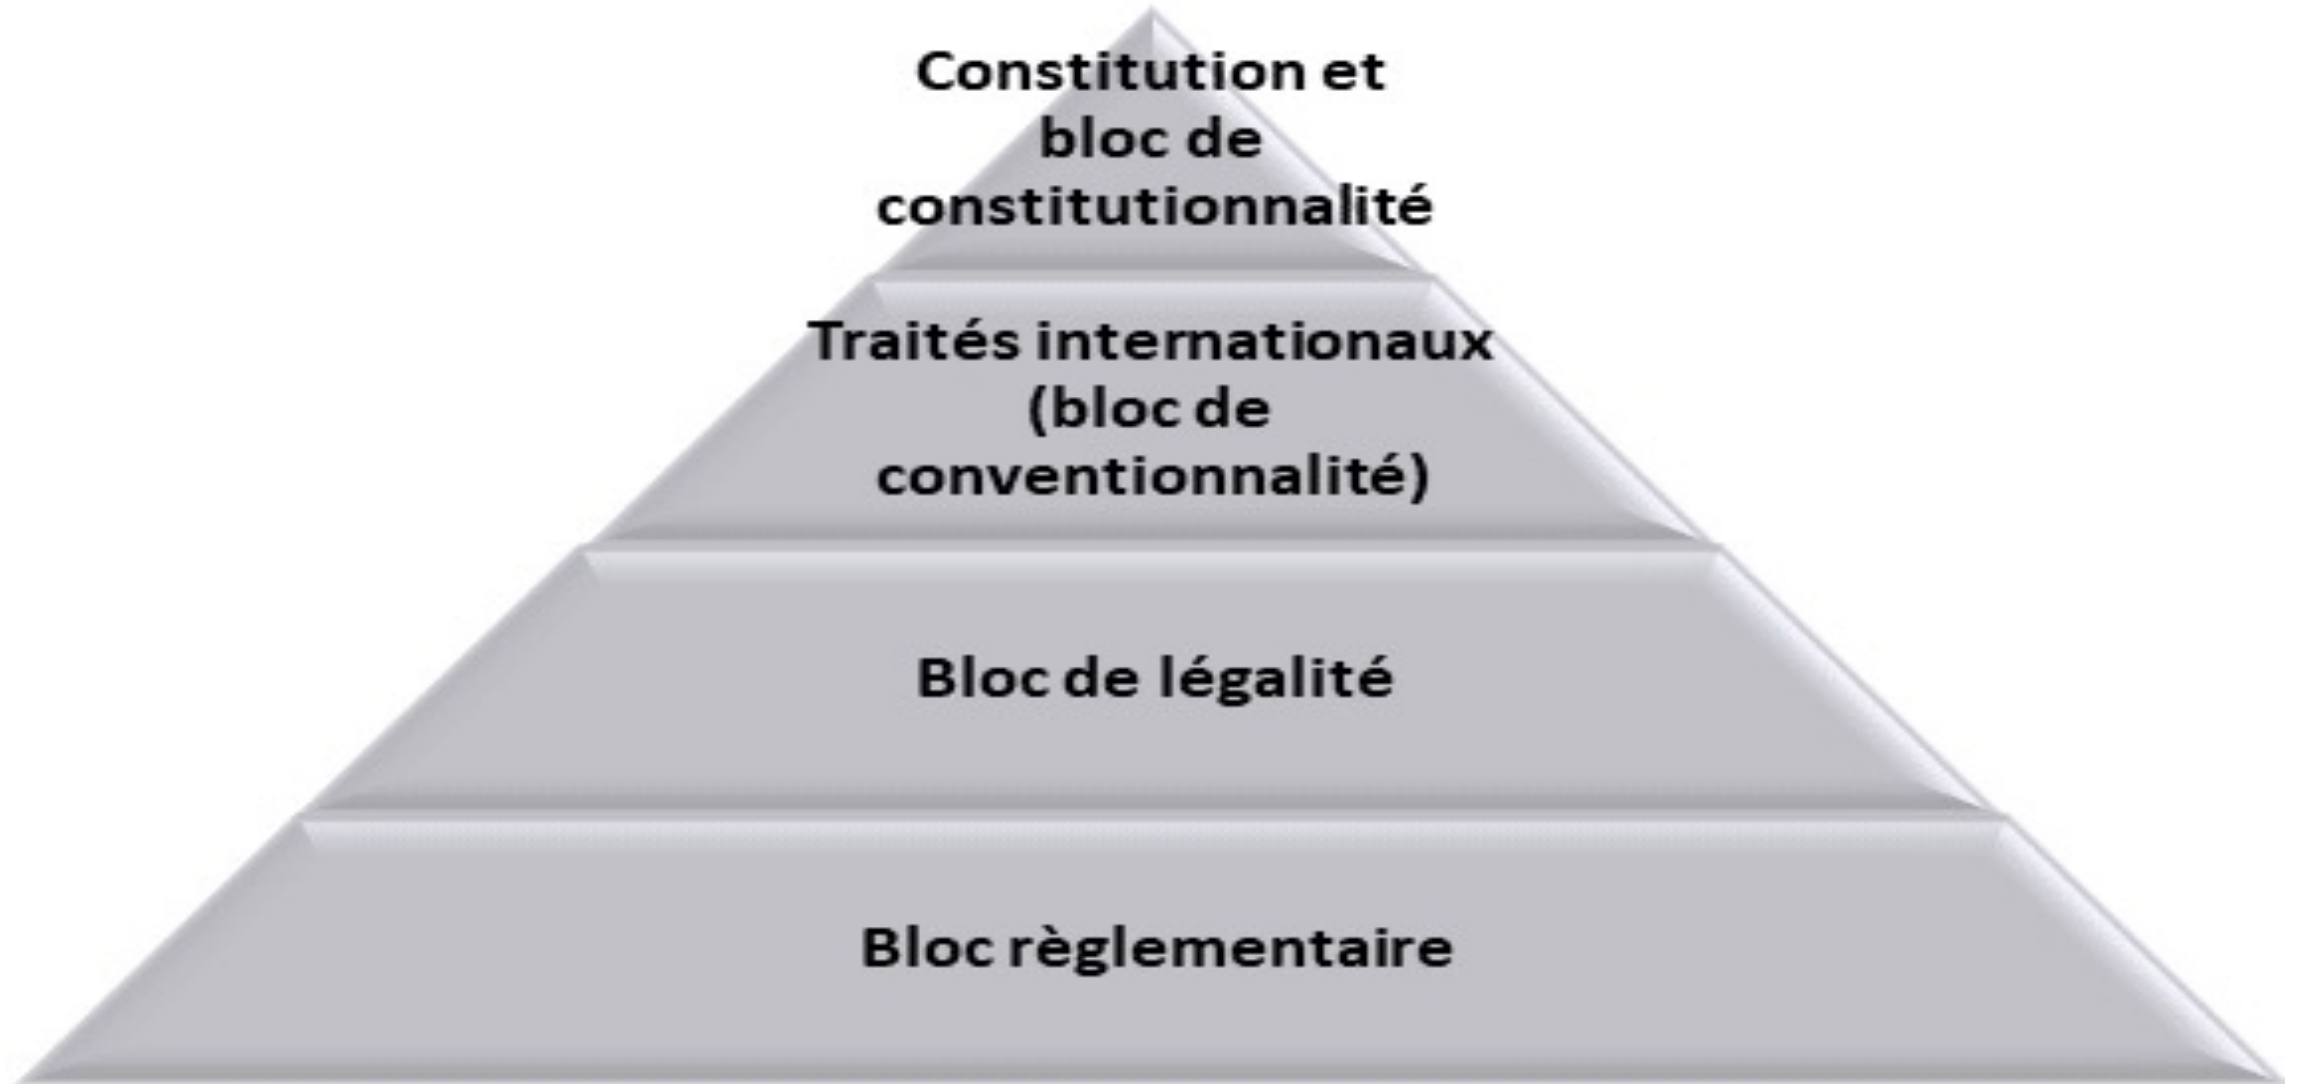 Constitution et
bloc de
constitutionnalité
Traités internationaux
(bloc de
conventionnalité)
Bloc de légalité
Bloc règlementaire